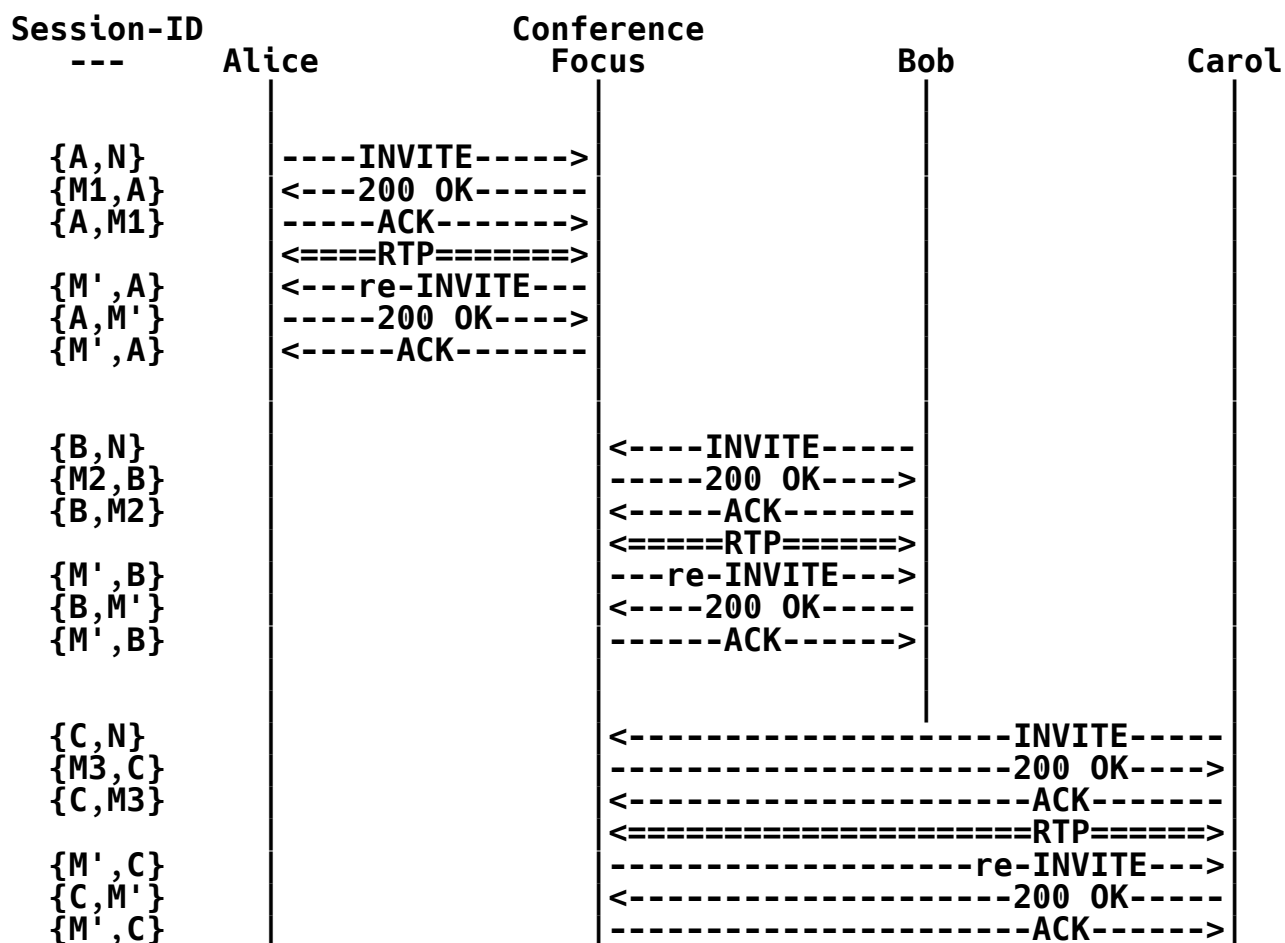 Session-ID                Conference
   ---     Alice            Focus             Bob            Carol
  {A,N}      |----INVITE----->|                |               |
  {M1,A}     |<---200 OK------|                |               |
  {A,M1}     |-----ACK------->|                |               |
             |<====RTP=======>|                |               |
  {M',A}     |<---re-INVITE---|                |               |
  {A,M'}     |-----200 OK---->|                |               |
  {M',A}     |<-----ACK-------|                |               |
  {B,N}      |                |<----INVITE-----|               |
  {M2,B}     |                |-----200 OK---->|               |
  {B,M2}     |                |<-----ACK-------|               |
             |                |<=====RTP======>|               |
  {M',B}     |                |---re-INVITE--->|               |
  {B,M'}     |                |<----200 OK-----|               |
  {M',B}     |                |------ACK------>|               |
  {C,N}      |                |<--------------------INVITE-----|
  {M3,C}     |                |---------------------200 OK---->|
  {C,M3}     |                |<---------------------ACK-------|
             |                |<=====================RTP======>|
  {M',C}     |                |-------------------re-INVITE--->|
  {C,M'}     |                |<--------------------200 OK-----|
  {M',C}     |                |----------------------ACK------>|